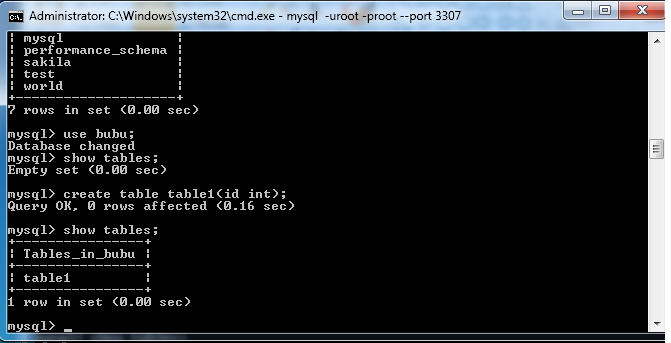 Administrator: C:\Windows\system32\cmd.exe - mysql  -uroot -proot --port 3307
| mysql              |
| performance_schema |
| sakila             |
| test               |
| world              |
+--------------------+
7 rows in set (0.00 sec)
mysql> use bubu;
Database changed
mysql> show tables;
Empty set (0.00 sec)
mysql> create table table1(id int);
Query OK, 0 rows affected (0.16 sec)
mysql> show tables;
+----------------+
| Tables_in_bubu |
+----------------+
| table1         |
+----------------+
1 row in set (0.00 sec)
mysql> _